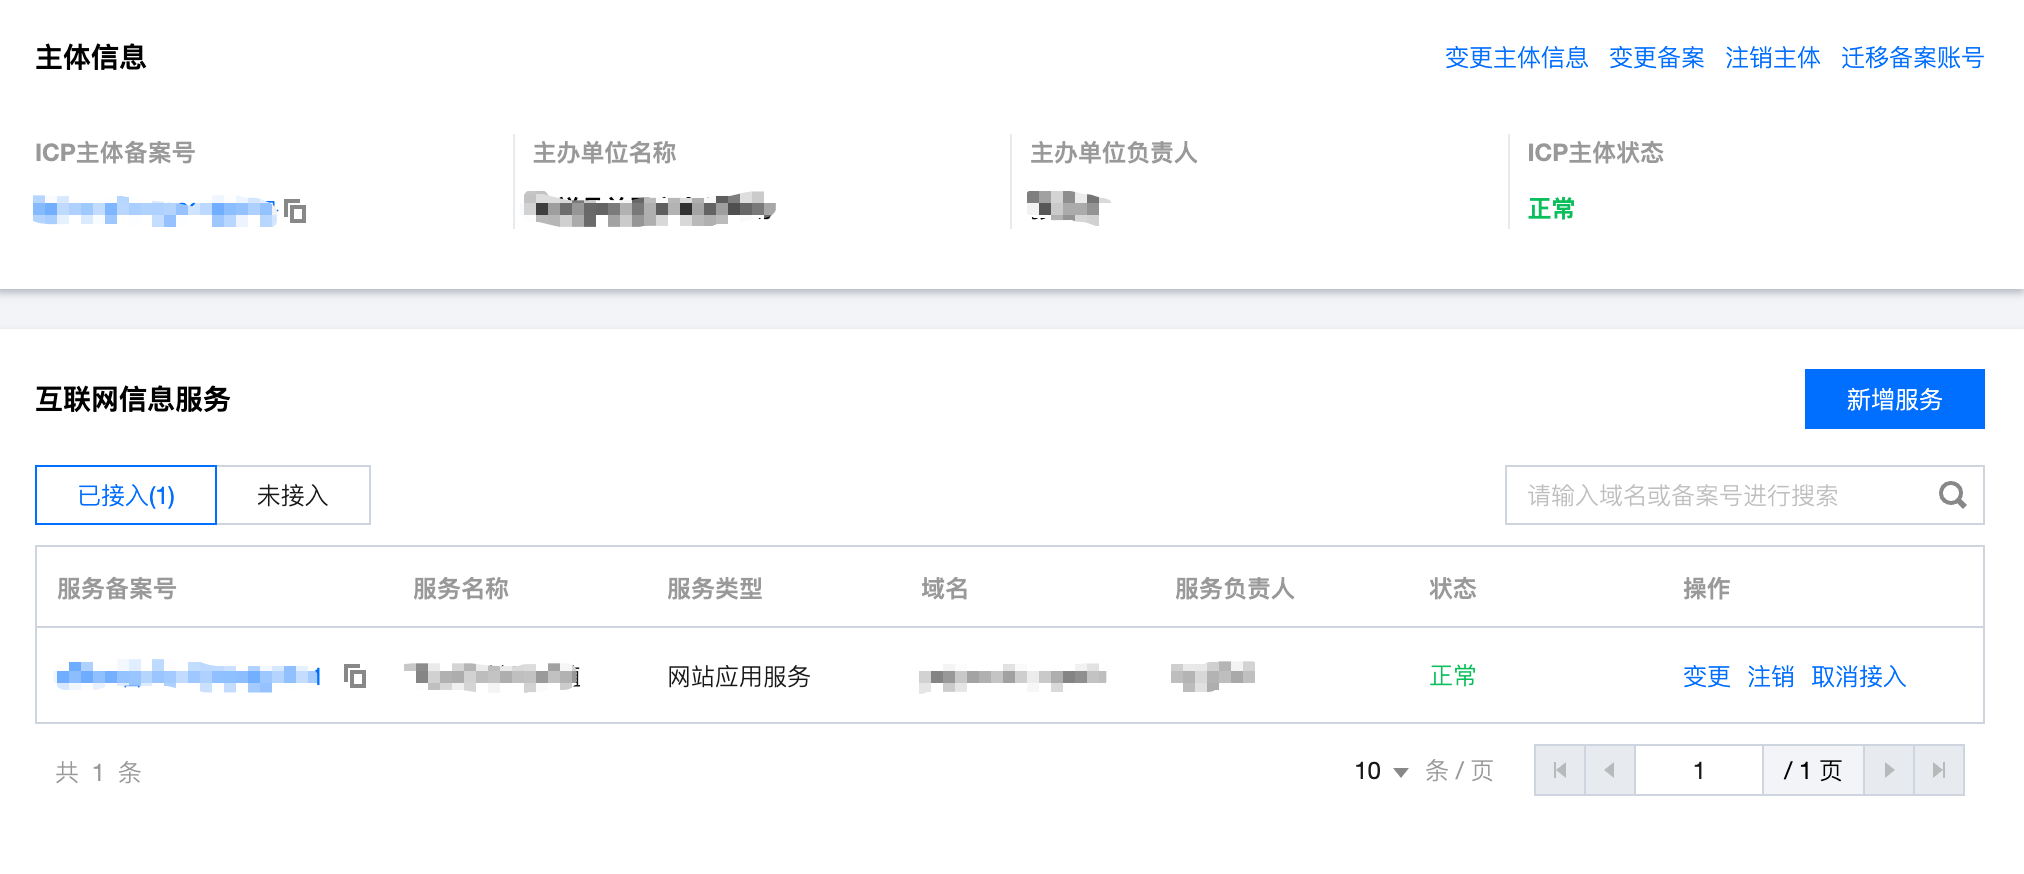 主体信息
变更主体信息 变更备案 注销主体 迁移备案账号
ICP主体备案号 主办单位名称 主办单位负责人 ICP主体状态
正常
互联网信息服务
新增服务
已接入(1) 未接入
请输入域名或备案号进行搜索
服务备案号 服务名称 服务类型 域名 服务负责人 状态 操作
网站应用服务 正常 变更 注销 取消接入
共 1 条
10 条 / 页 1 / 1 页